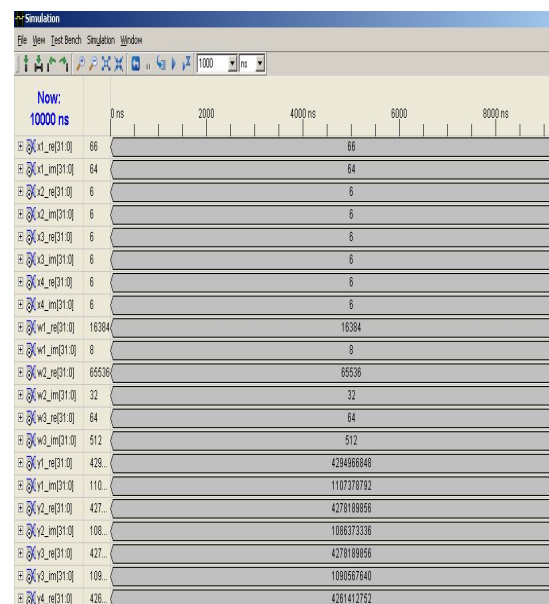 Simulation
File View Test Bench Simulation Window
1000 ns
Now:
10000 ns
0 ns 2000 4000 ns 6000 8000 ns
x1_re[31:0] 66 66
x1_im[31:0] 64 64
x2_re[31:0] 6 6
x2_im[31:0] 6 6
x3_re[31:0] 6 6
x3_im[31:0] 6 6
x4_re[31:0] 6 6
x4_im[31:0] 6 6
w1_re[31:0] 16384 16384
w1_im[31:0] 8 8
w2_re[31:0] 65536 65536
w2_im[31:0] 32 32
w3_re[31:0] 64 64
w3_im[31:0] 512 512
y1_re[31:0] 429... 4294966848
y1_im[31:0] 110... 1107378792
y2_re[31:0] 427... 4278189856
y2_im[31:0] 108... 1086373336
y3_re[31:0] 427... 4278189856
y3_im[31:0] 109... 1090567640
y4_re[31:0] 426... 4261412752